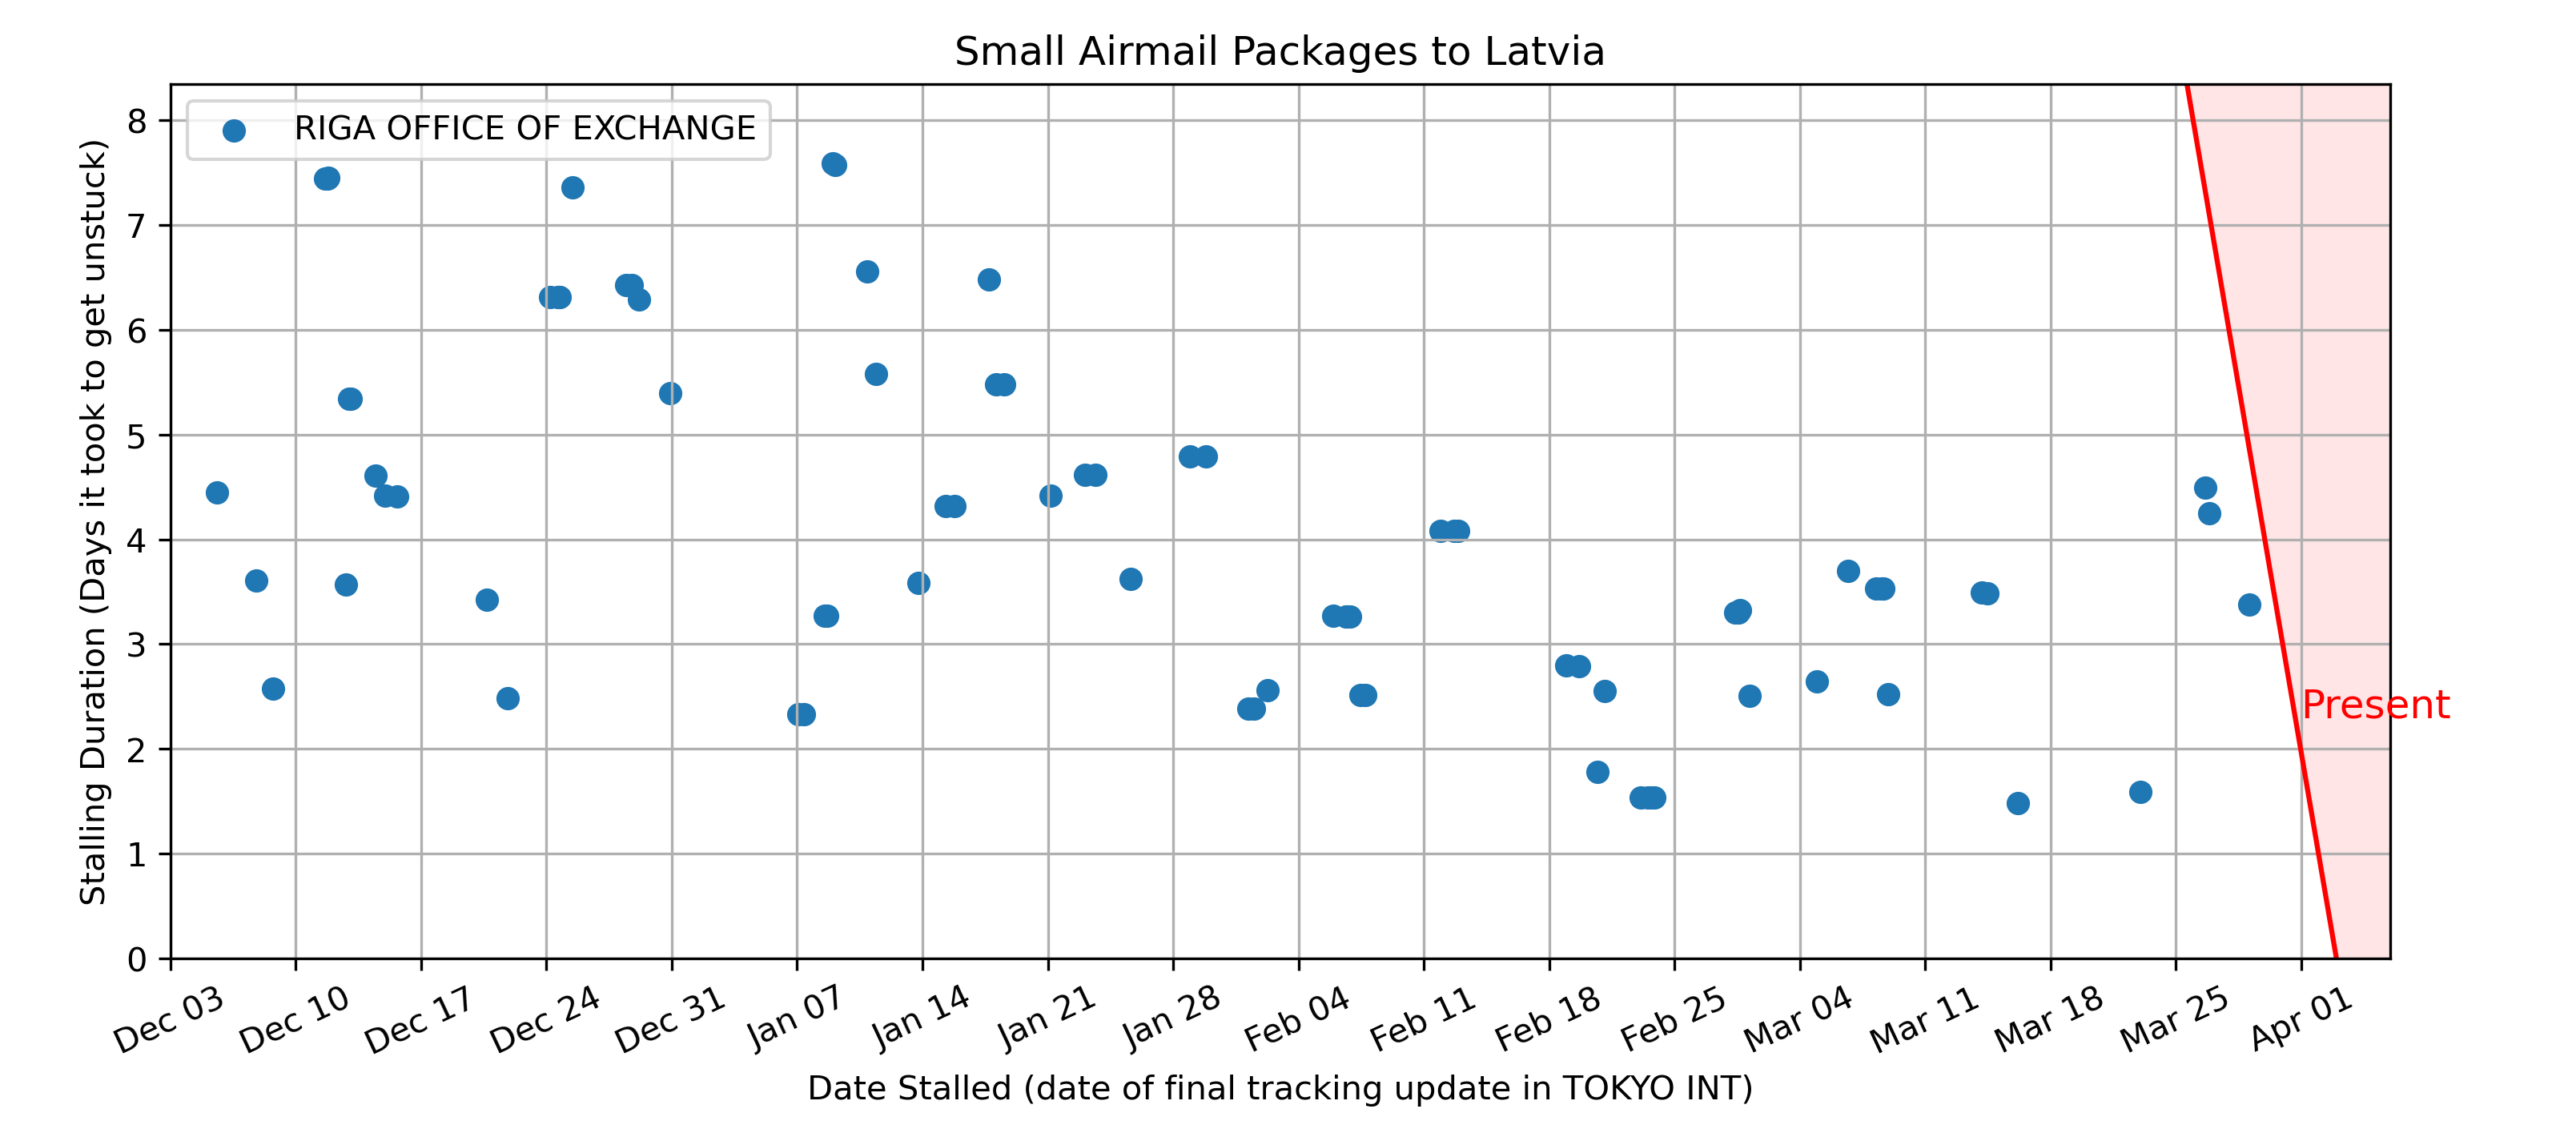 Small Airmail Packages to Latvia
RIGA OFFICE OF EXCHANGE
Stalling Duration (Days it took to get unstuck)
8
7
6
5
4
3
2
1
0
Present
Dec 03
Dec 10
Dec 17
Dec 24
Dec 31
Jan 07
Jan 14
Jan 21
Jan 28
Feb 04
Feb 11
Feb 18
Feb 25
Mar 04
Mar 11
Mar 18
Mar 25
Apr 01
Date Stalled (date of final tracking update in TOKYO INT)